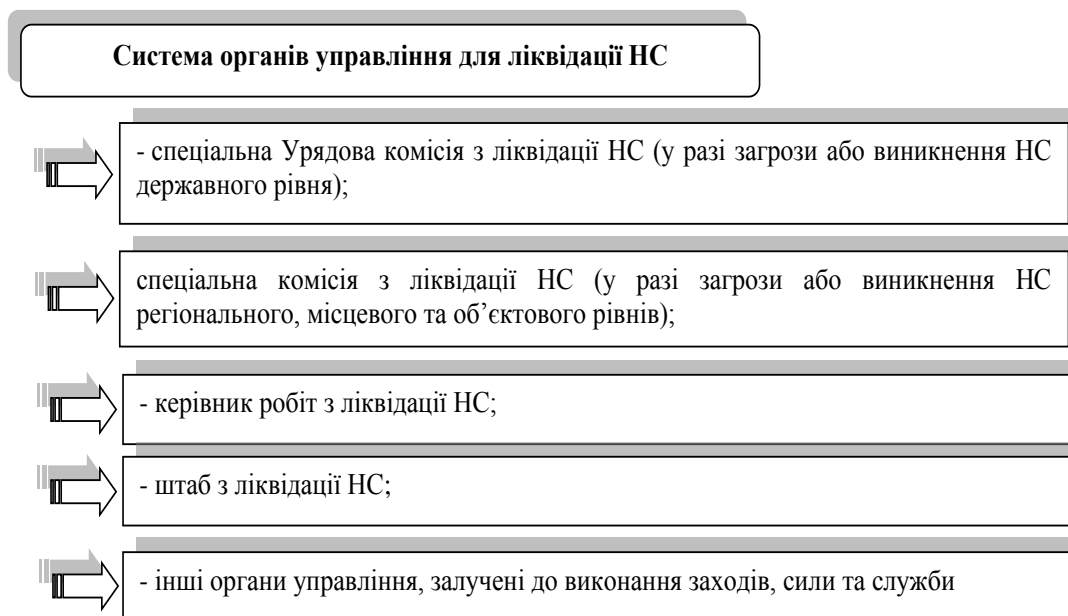 Система органів управління для ліквідації НС
- спеціальна Урядова комісія з ліквідації НС (у разі загрози або виникнення НС
державного рівня);
спеціальна комісія з ліквідації НС (у разі загрози або виникнення НС
регіонального, місцевого та об’єктового рівнів);
- керівник робіт з ліквідації НС;
- штаб з ліквідації НС;
- інші органи управління, залучені до виконання заходів, сили та служби